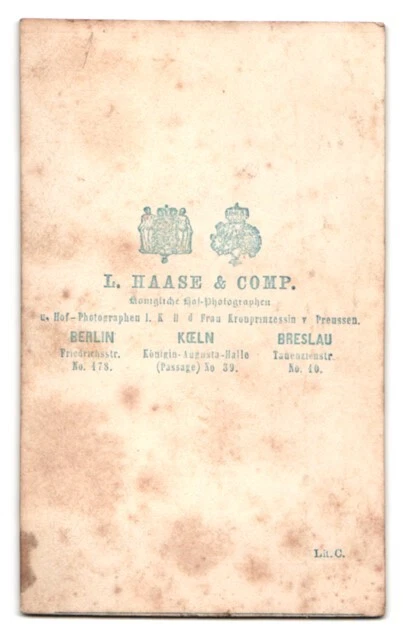 L. HAASE & COMP.
Königliche Hof-Photographen
u. Hof-Photographen I. K. H. d Frau Kronprinzessin v Preussen.
BERLIN KŒLN BRESLAU
Friedrichsstr. Königin-Augusta-Halle Tauenzienstr.
No. 178. (Passage) No 39. No. 10.
Lit. C.